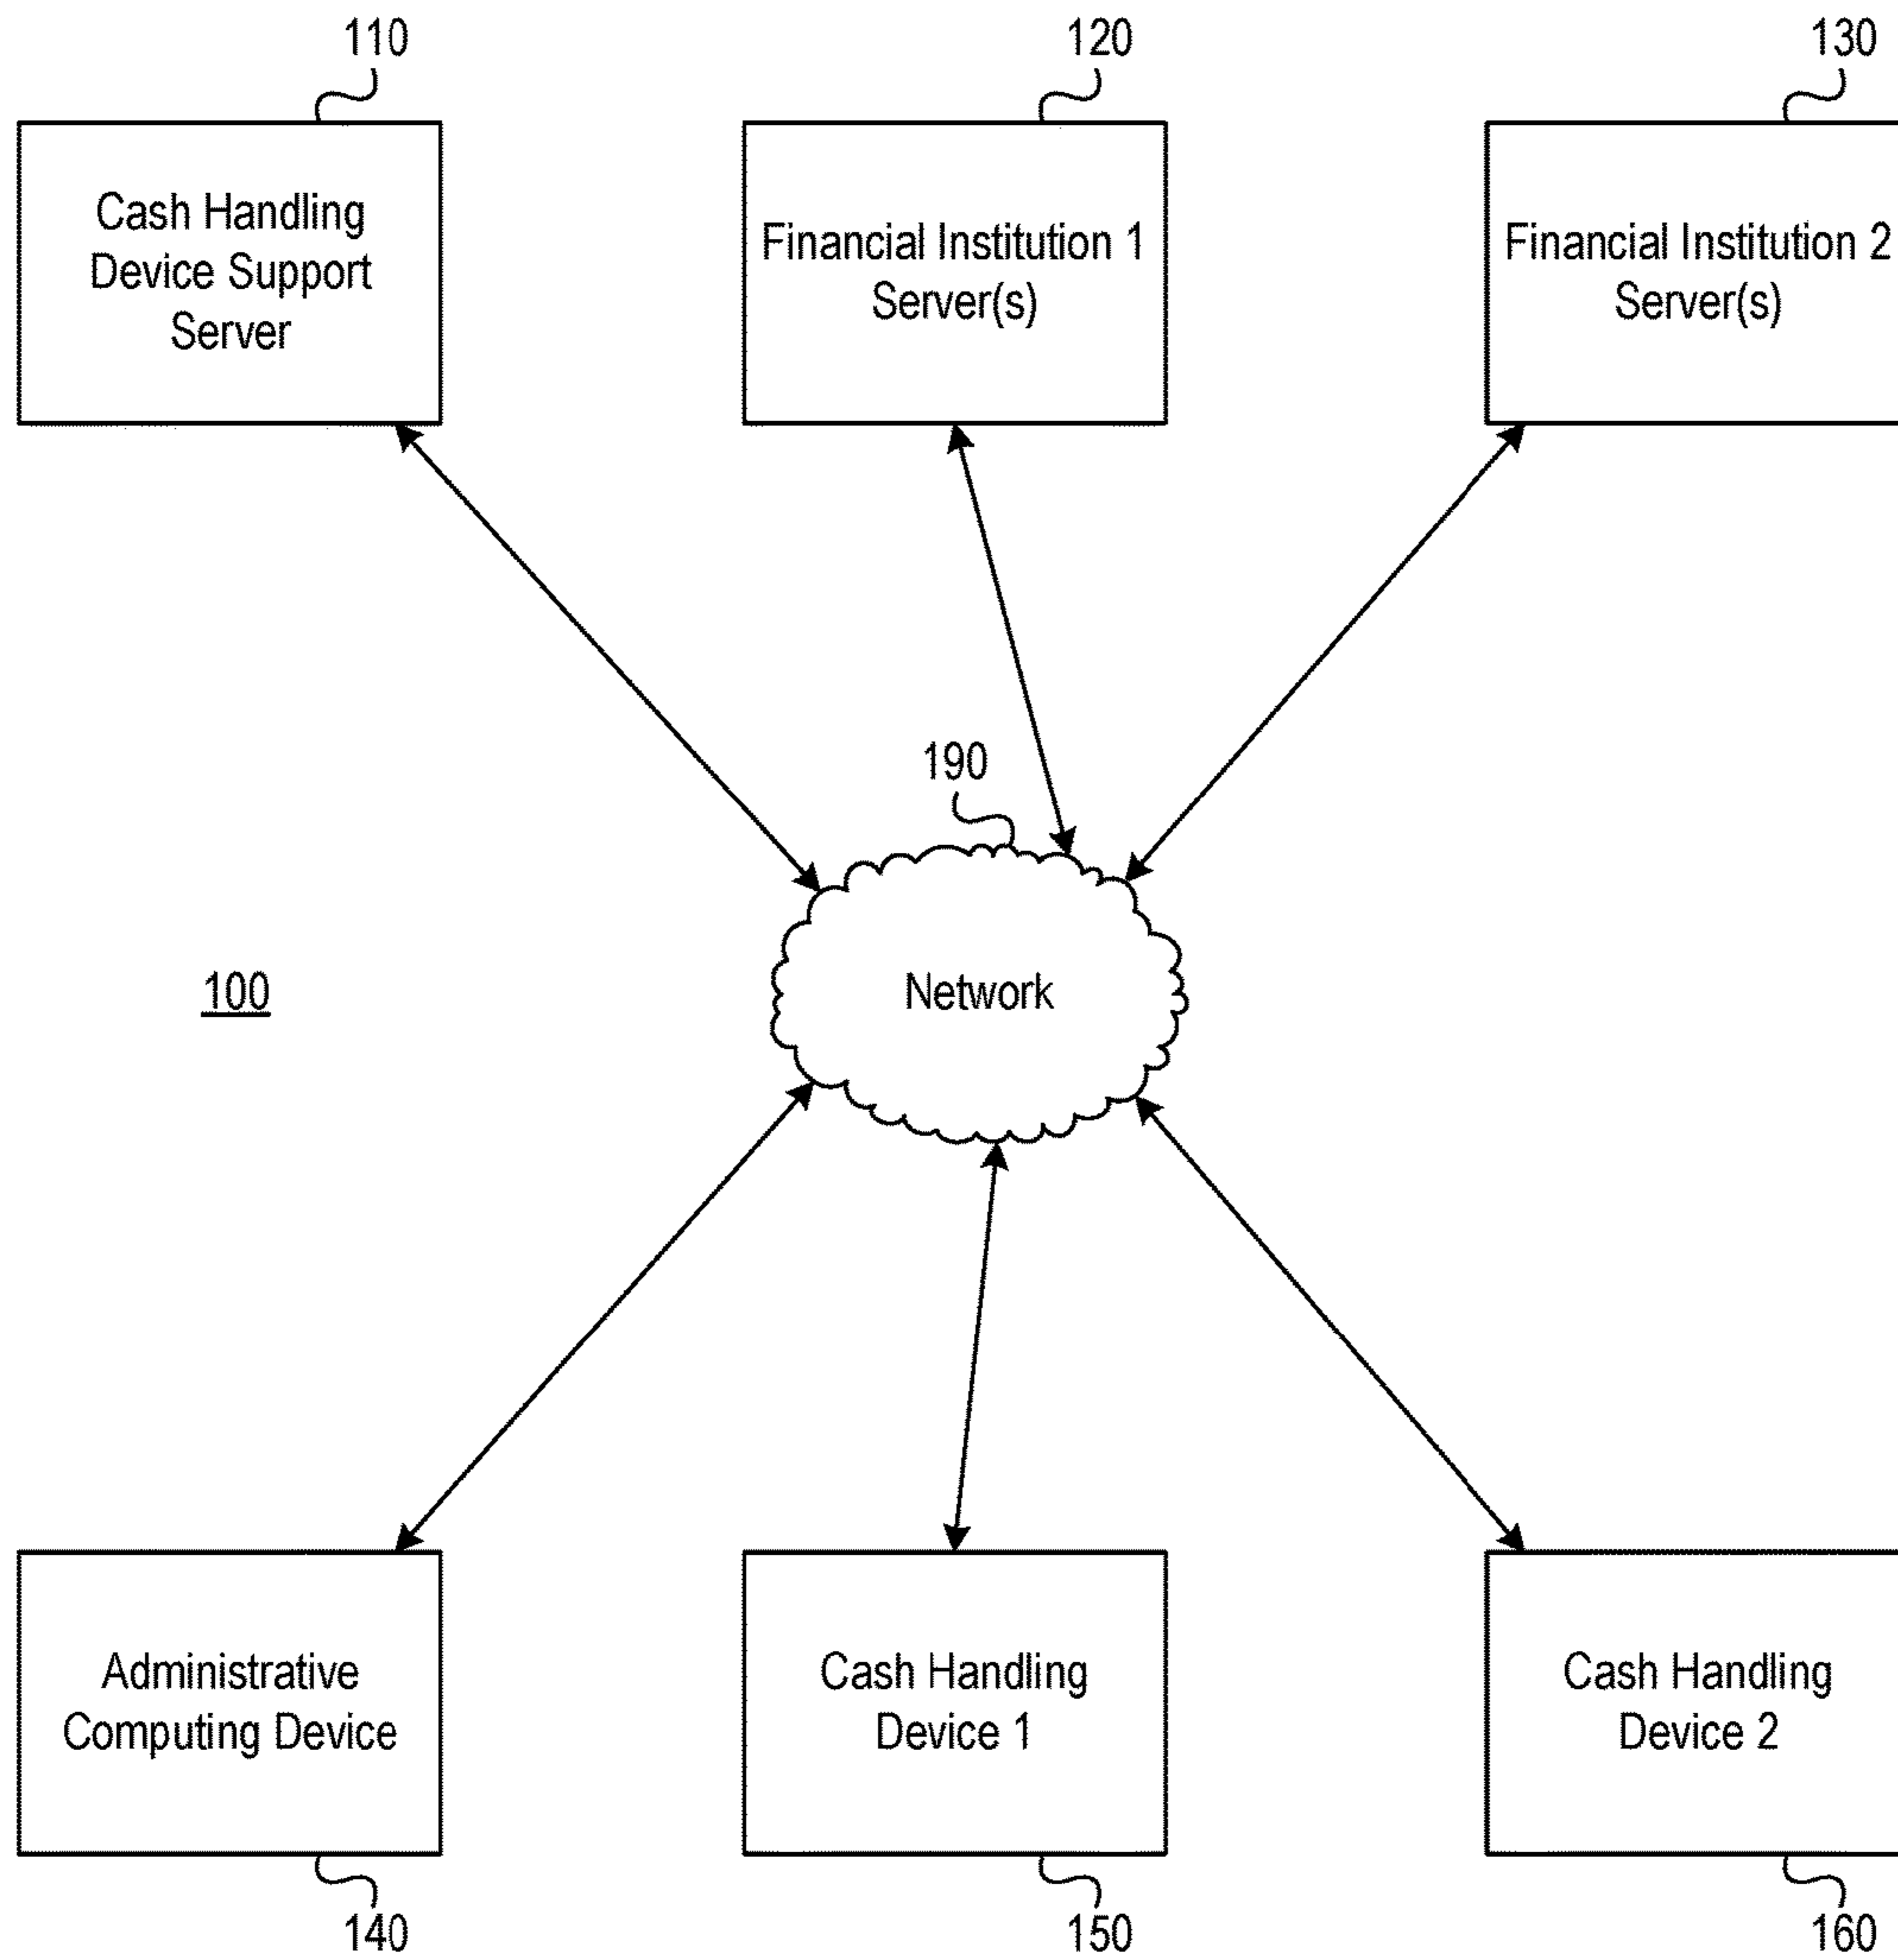 110
120
130
Cash Handling
Device Support
Server
Financial Institution 1
Server(s)
Financial Institution 2
Server(s)
190
100
Network
Administrative
Computing Device
Cash Handling
Device 1
Cash Handling
Device 2
140
150
160